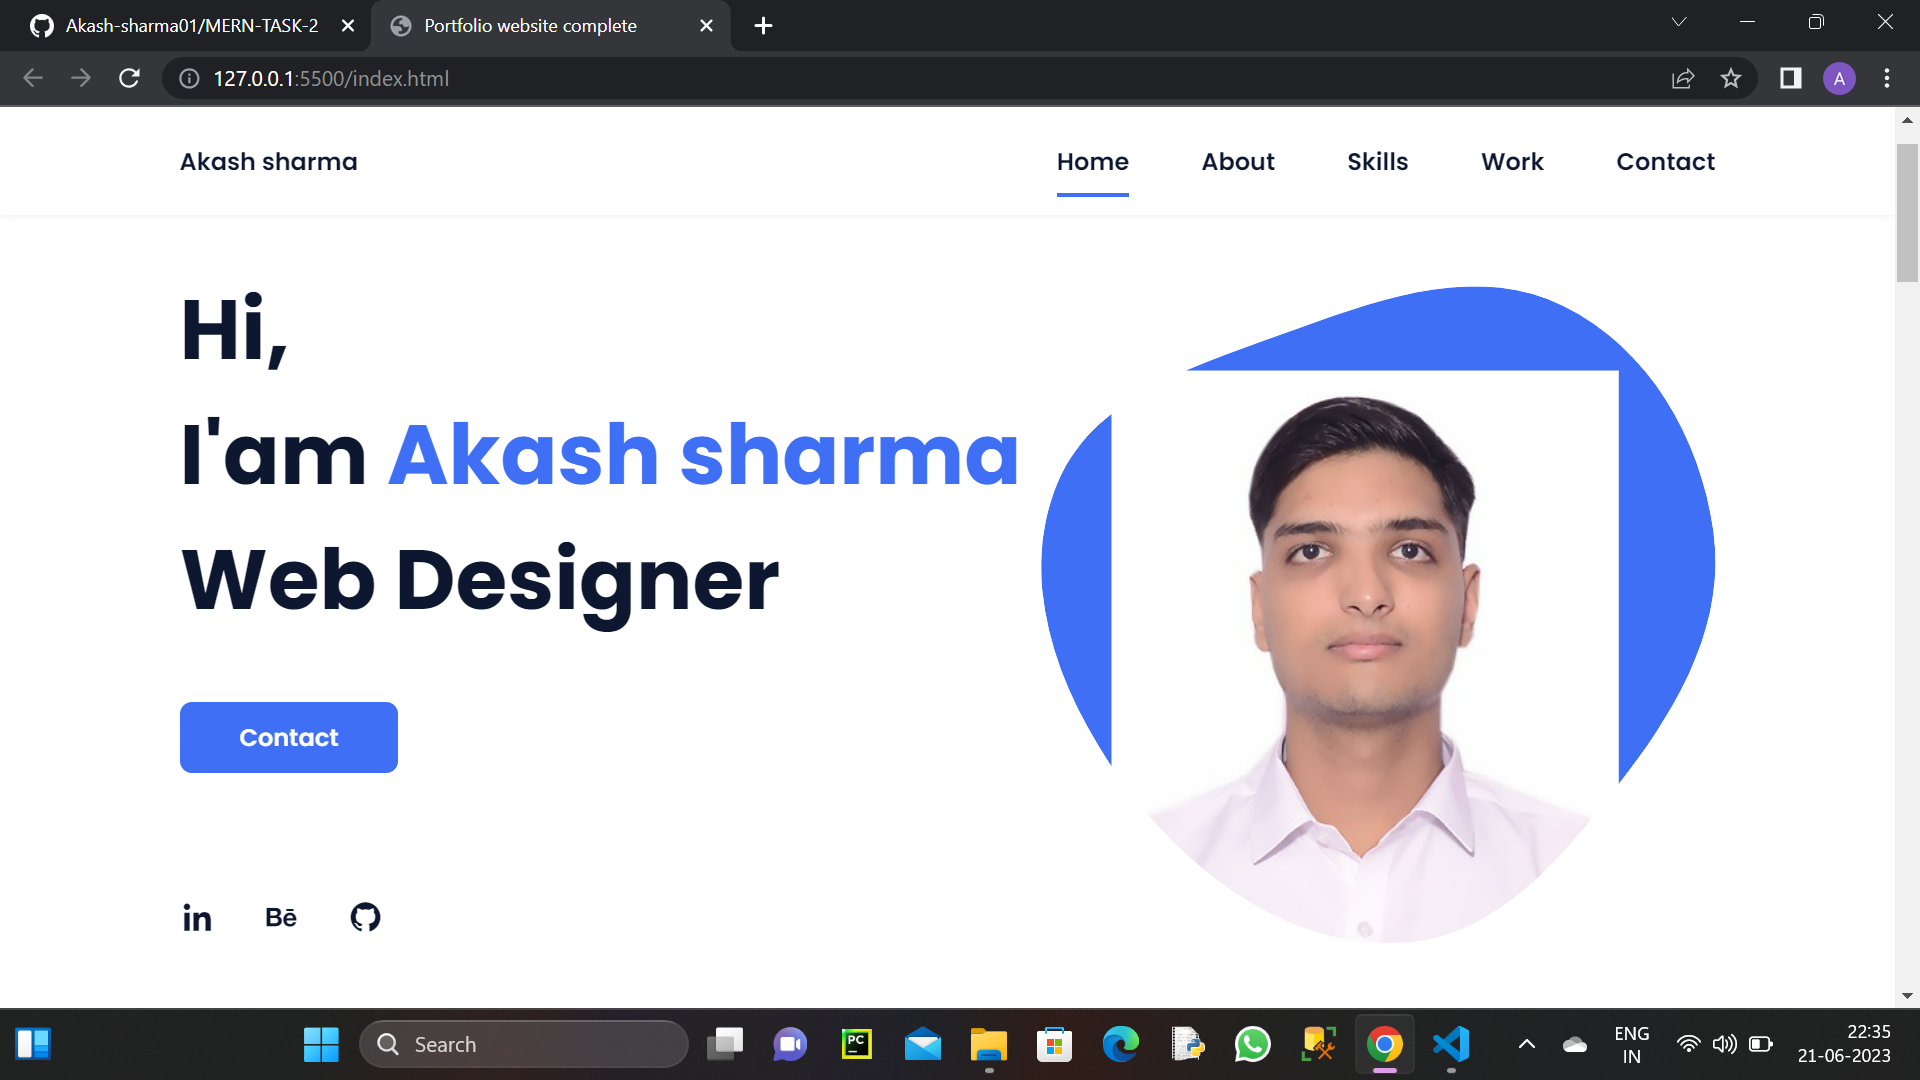 Akash-sharma01/MERN-TASK-2
Portfolio website complete
127.0.0.1:5500/index.html
A
Akash sharma
Home
About
Skills
Work
Contact
Hi,
I'am Akash sharma
Web Designer
Contact
in
Bē
Search
PC
ENG
IN
22:35
21-06-2023